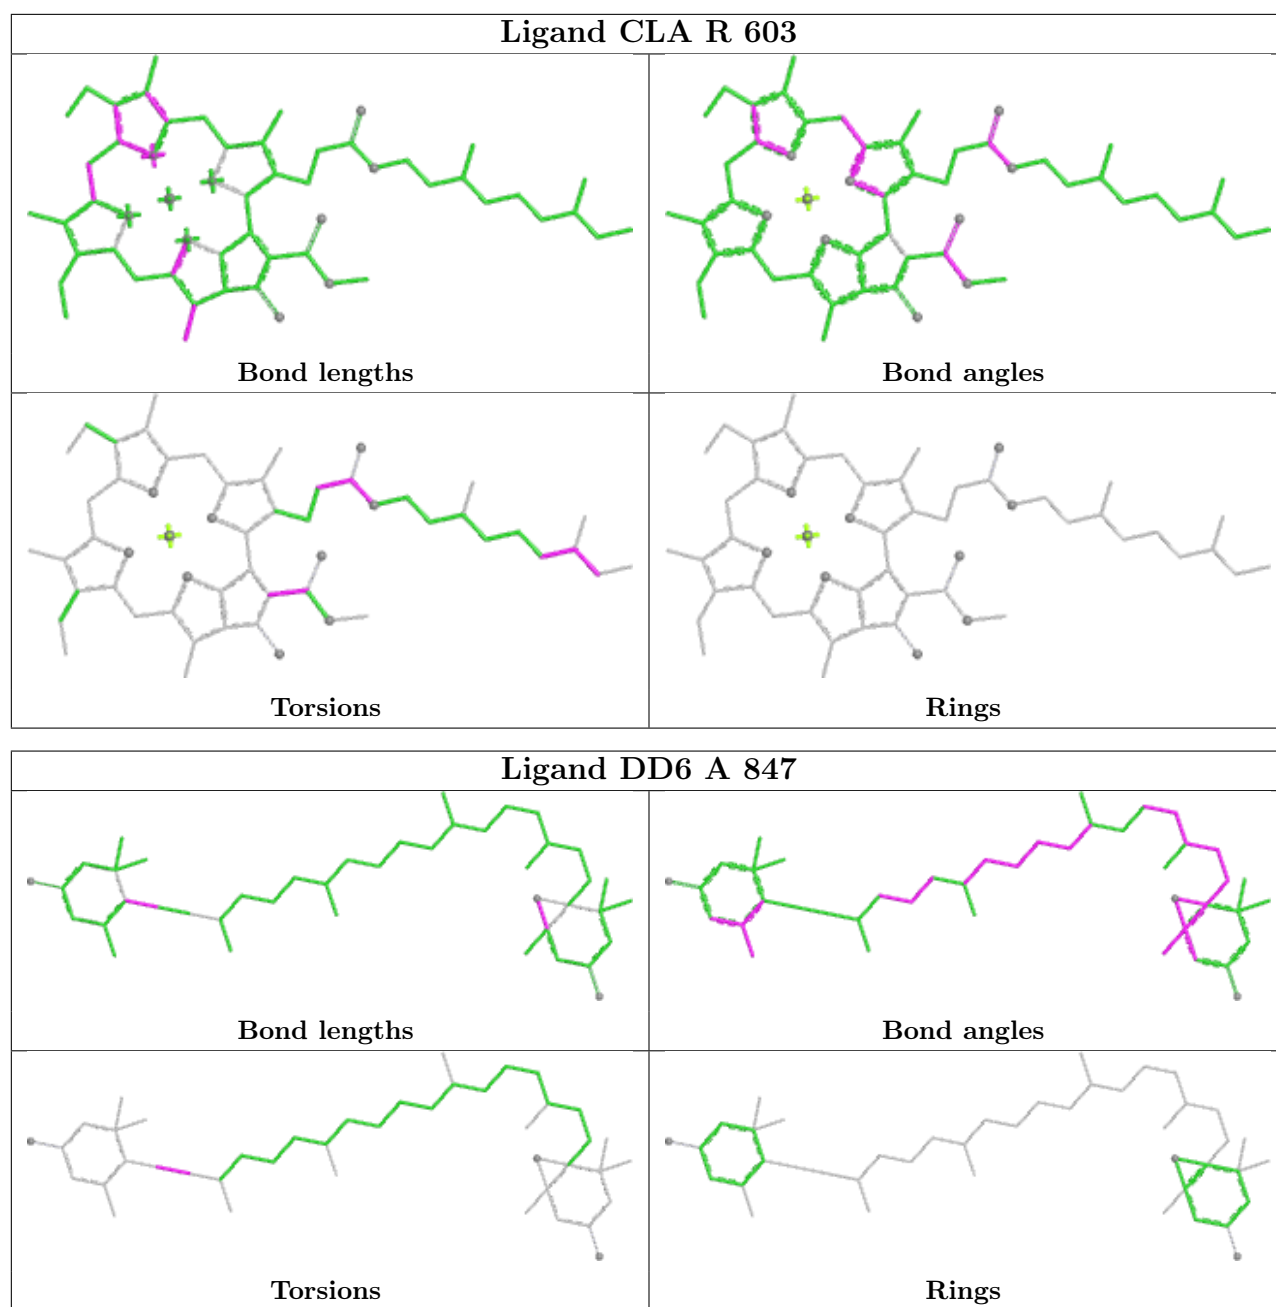 Ligand CLA R 603
Bond lengths
Bond angles
Torsions
Rings
Ligand DD6 A 847
Bond lengths
Bond angles
Torsions
Rings